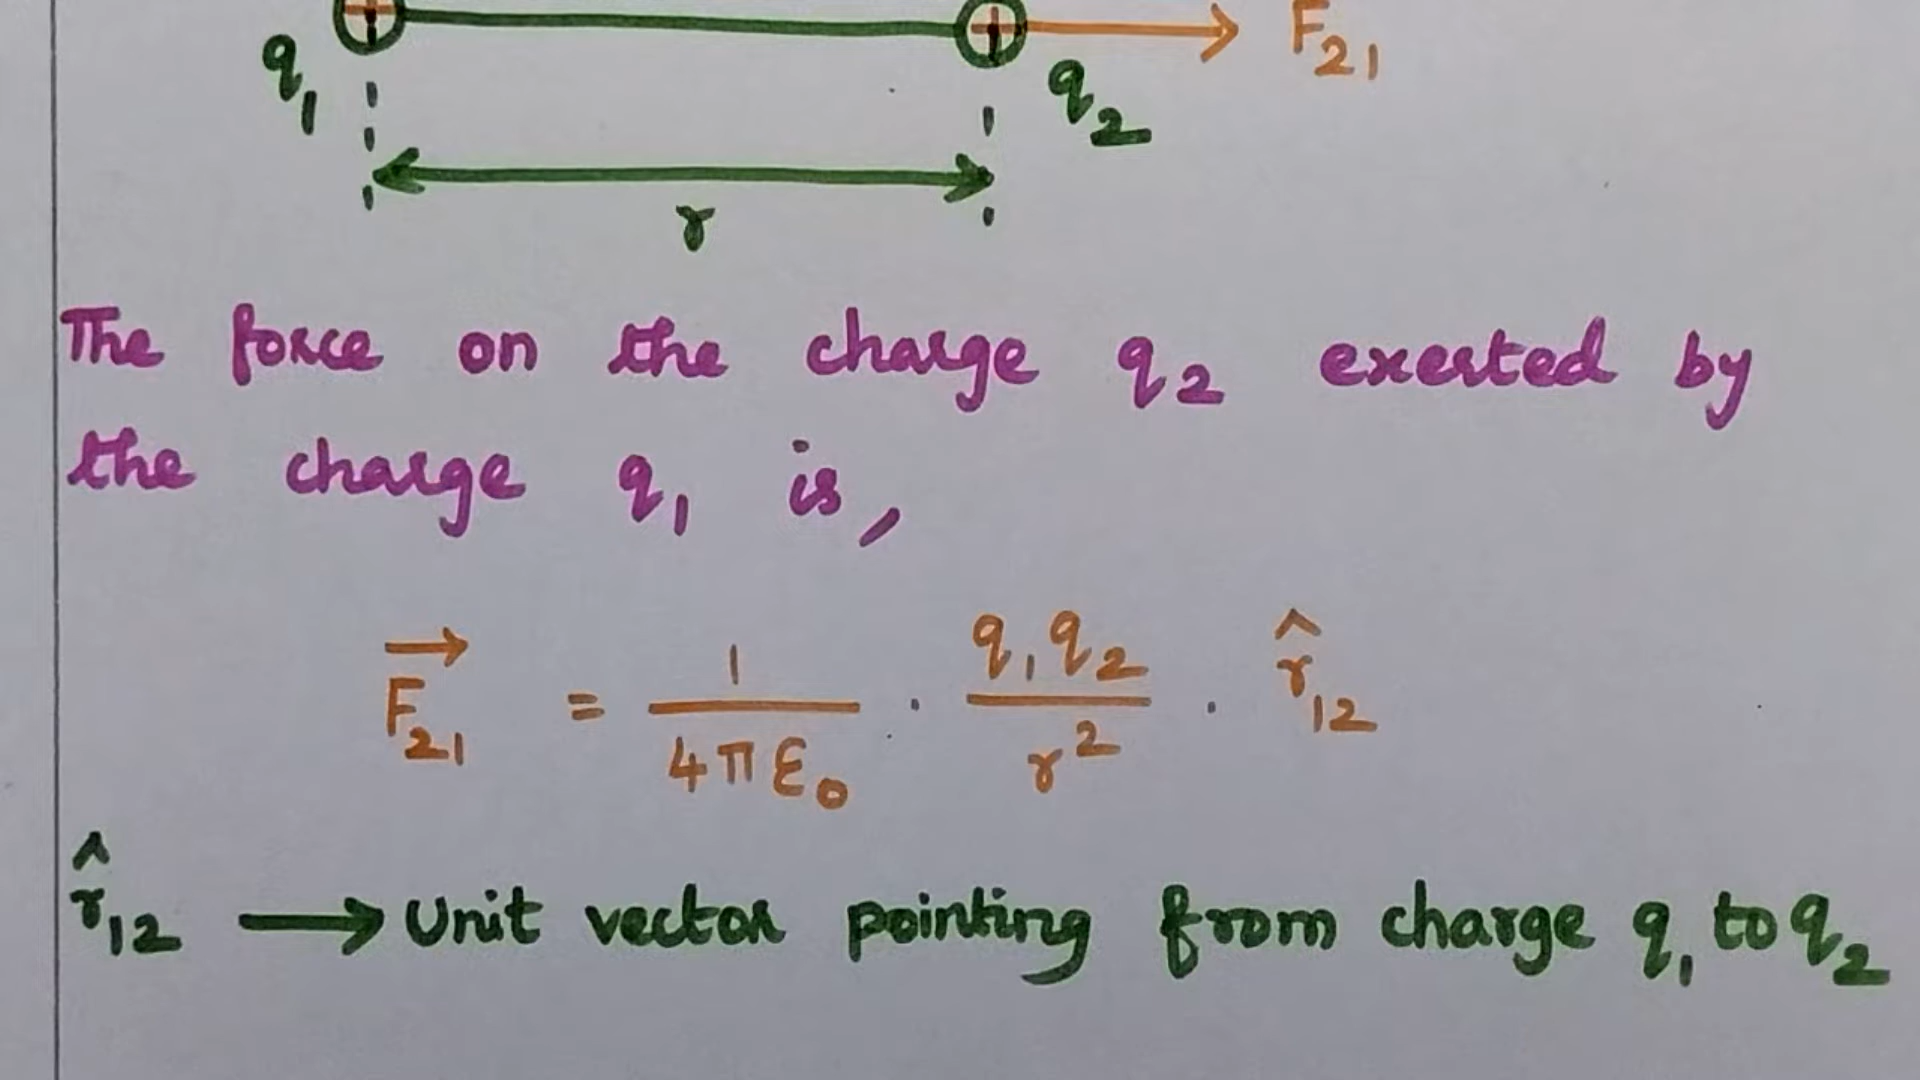 q₁ q₂ F₂₁
r
The force on the charge q₂ exerted by
the charge q₁ is,
F⃗₂₁ = 1/4πε₀ · q₁q₂/r² · r̂₁₂
r̂₁₂ ⟶ Unit vector pointing from charge q₁ to q₂